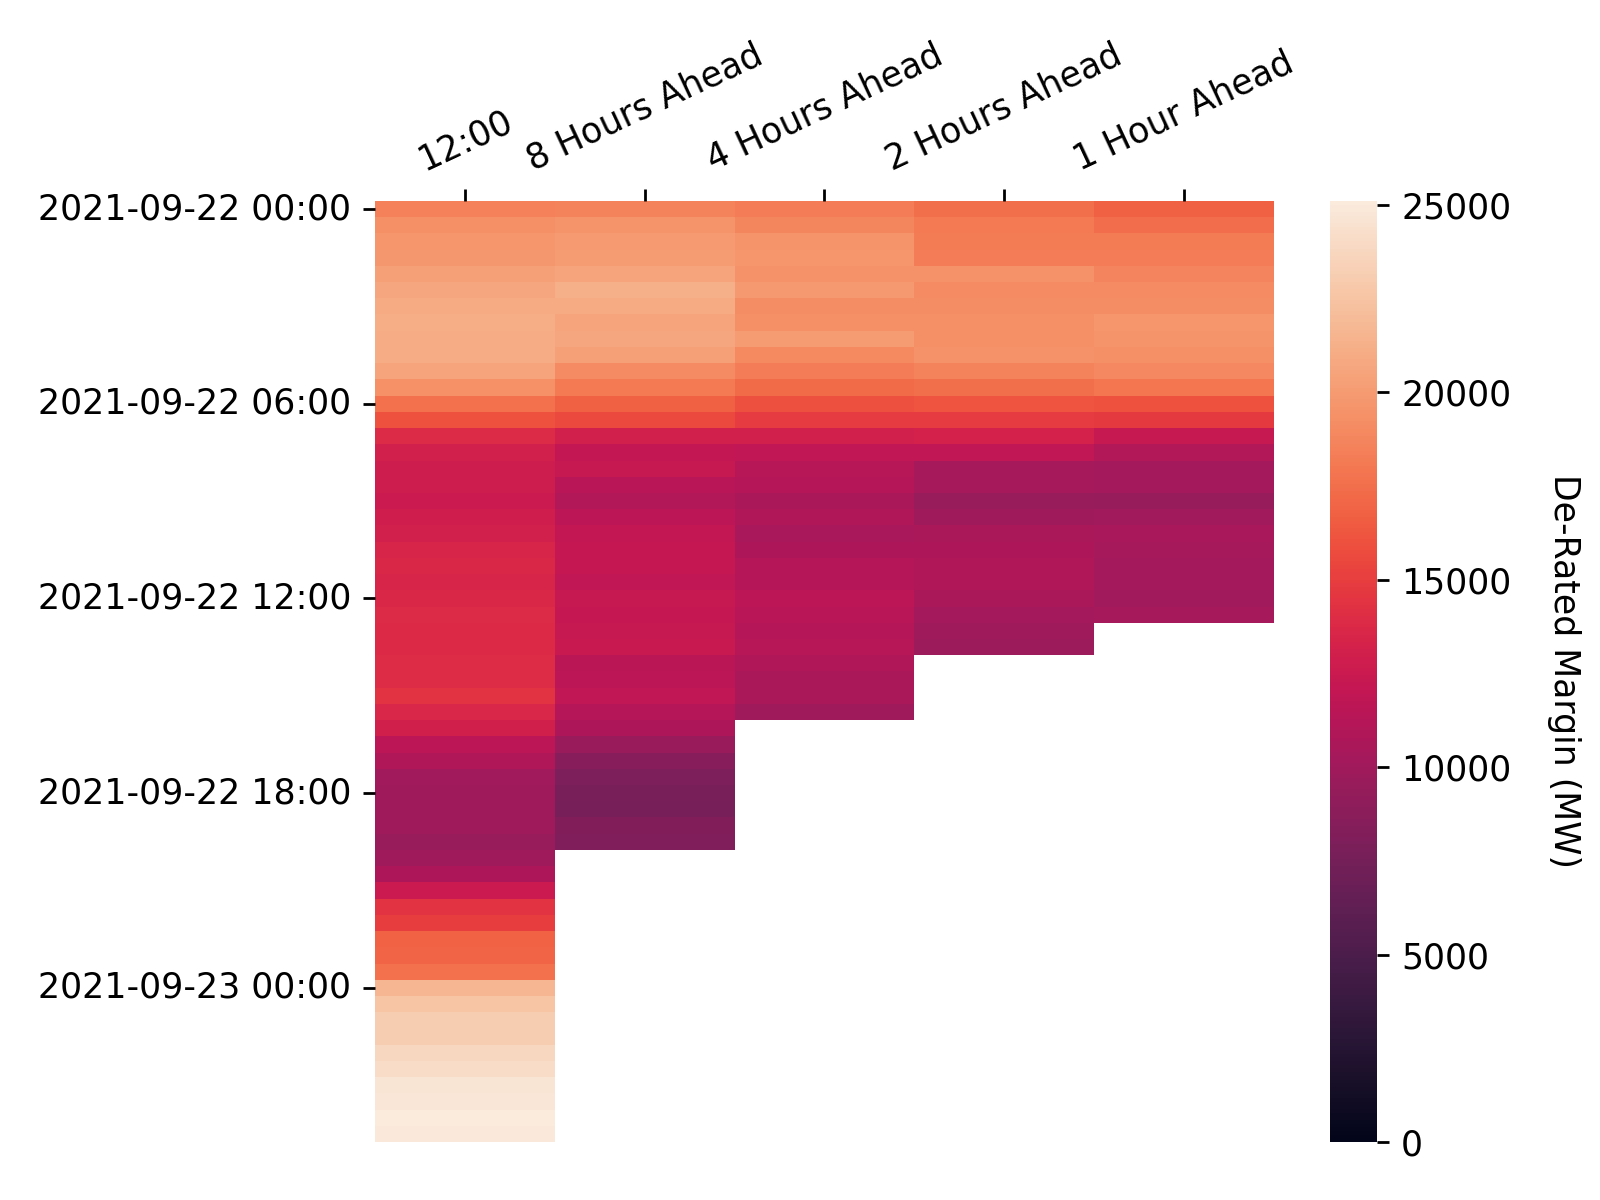 12:00
8 Hours Ahead
4 Hours Ahead
2 Hours Ahead
1 Hour Ahead
2021-09-22 00:00
2021-09-22 06:00
2021-09-22 12:00
2021-09-22 18:00
2021-09-23 00:00
25000
20000
15000
10000
5000
0
De-Rated Margin (MW)